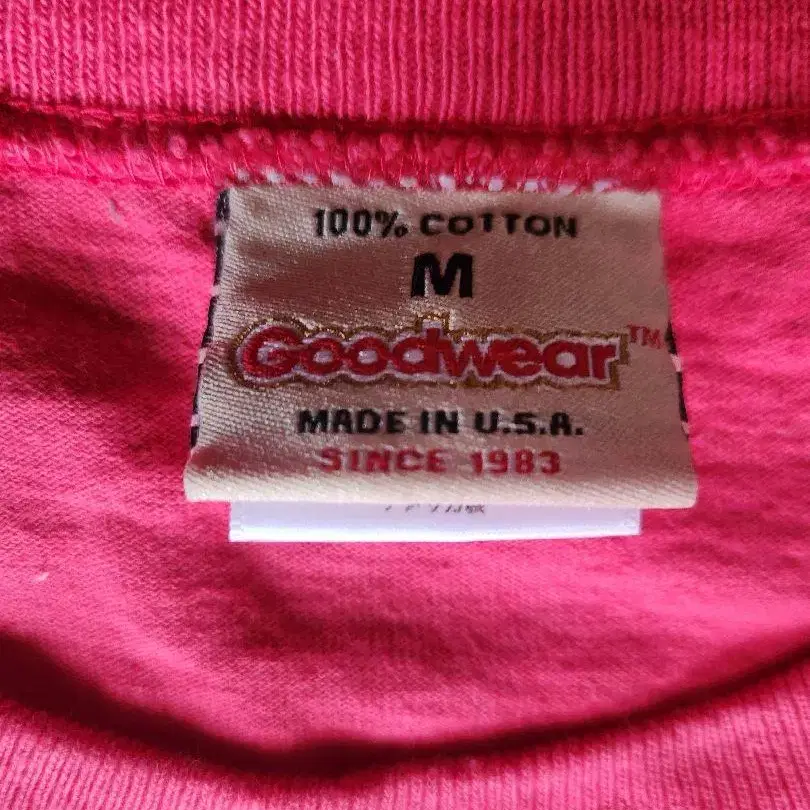 100% COTTON
M
Goodwear™
MADE IN U.S.A.
SINCE 1983